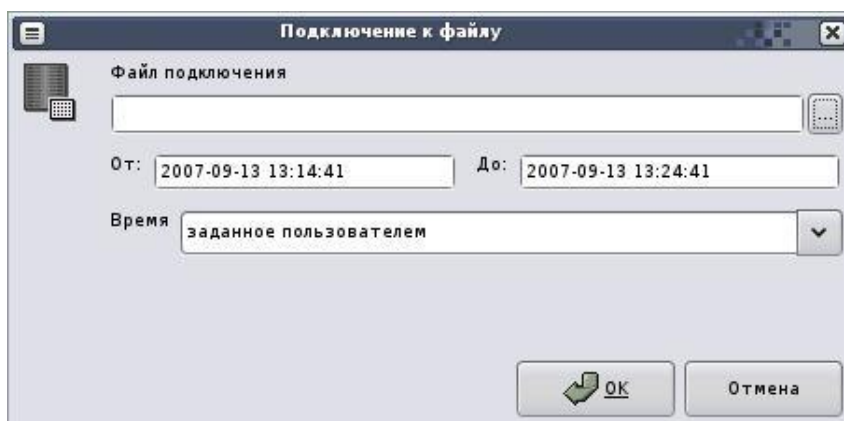 Подключение к файлу
Файл подключения
...
От: 2007-09-13 13:14:41 До: 2007-09-13 13:24:41
Время заданное пользователем
OK Отмена